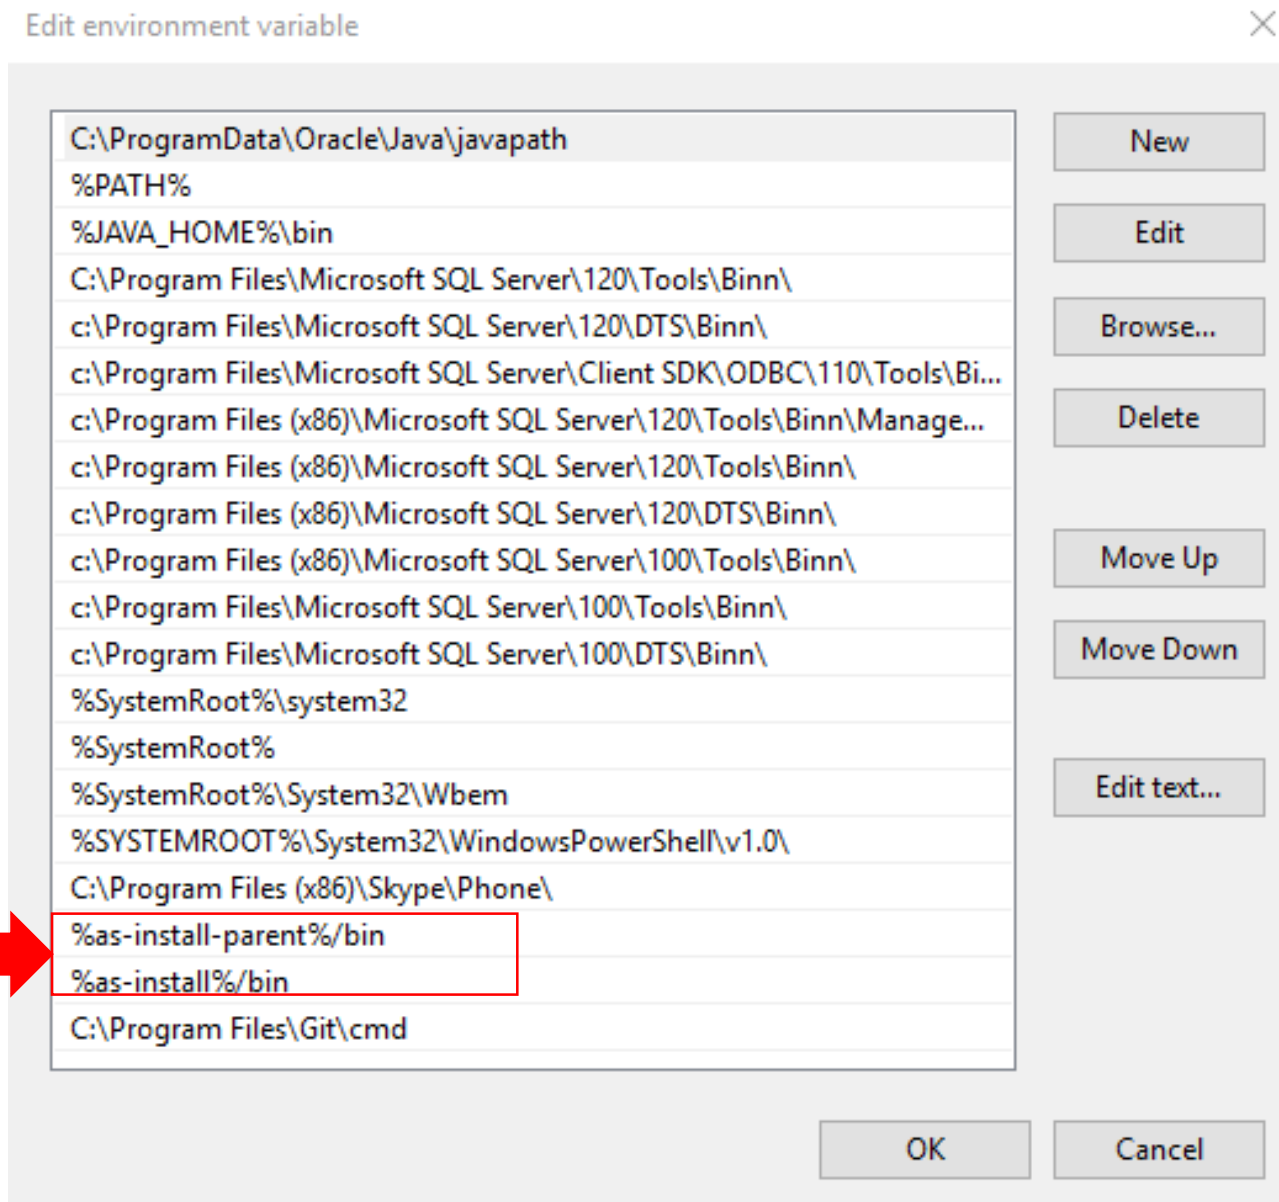 Edit environment variable
C:\ProgramData\Oracle\Java\javapath
New
%PATH%
%JAVA_HOME%\bin
Edit
C:\Program Files\Microsoft SQL Server\120\Tools\Binn\
c:\Program Files\Microsoft SQL Server\120\DTS\Binn\
Browse...
c:\Program Files\Microsoft SQL Server\Client SDK\ODBC\110\Tools\Bi...
c:\Program Files (x86)\Microsoft SQL Server\120\Tools\Binn\Manage...
Delete
c:\Program Files (x86)\Microsoft SQL Server\120\Tools\Binn\
c:\Program Files (x86)\Microsoft SQL Server\120\DTS\Binn\
c:\Program Files (x86)\Microsoft SQL Server\100\Tools\Binn\
Move Up
c:\Program Files\Microsoft SQL Server\100\Tools\Binn\
c:\Program Files\Microsoft SQL Server\100\DTS\Binn\
Move Down
%SystemRoot%\system32
%SystemRoot%
%SystemRoot%\System32\Wbem
Edit text...
%SYSTEMROOT%\System32\WindowsPowerShell\v1.0\
C:\Program Files (x86)\Skype\Phone\
%as-install-parent%/bin
%as-install%/bin
C:\Program Files\Git\cmd
OK
Cancel